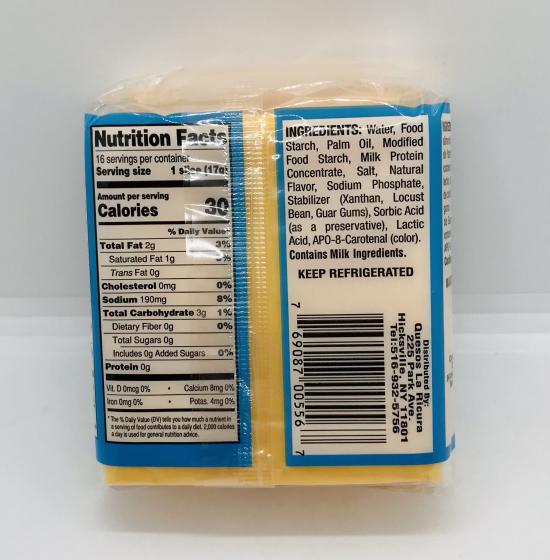 Nutrition Facts
16 servings per container
Serving size 1 slice (17g)
Amount per serving
Calories 30
% Daily Value*
Total Fat 2g 3%
Saturated Fat 1g
Trans Fat 0g
Cholesterol 0mg 0%
Sodium 190mg 8%
Total Carbohydrate 3g 1%
Dietary Fiber 0g 0%
Total Sugars 0g
Includes 0g Added Sugars 0%
Protein 0g
Vit. D 0mcg 0% • Calcium 8mg 0%
Iron 0mg 0% • Potas. 4mg 0%
* The % Daily Value (DV) tells you how much a nutrient in
a serving of food contributes to a daily diet. 2,000 calories
a day is used for general nutrition advice.
INGREDIENTS: Water, Food
Starch, Palm Oil, Modified
Food Starch, Milk Protein
Concentrate, Salt, Natural
Flavor, Sodium Phosphate,
Stabilizer (Xanthan, Locust
Bean, Guar Gums), Sorbic Acid
(as a preservative), Lactic
Acid, APO-8-Carotenal (color).
Contains Milk Ingredients.
KEEP REFRIGERATED
7 69087 00556 7
Distributed By:
Quesos La Ricura
225 Park Ave.
Hicksville, NY 11801
Tel:516-932-5756